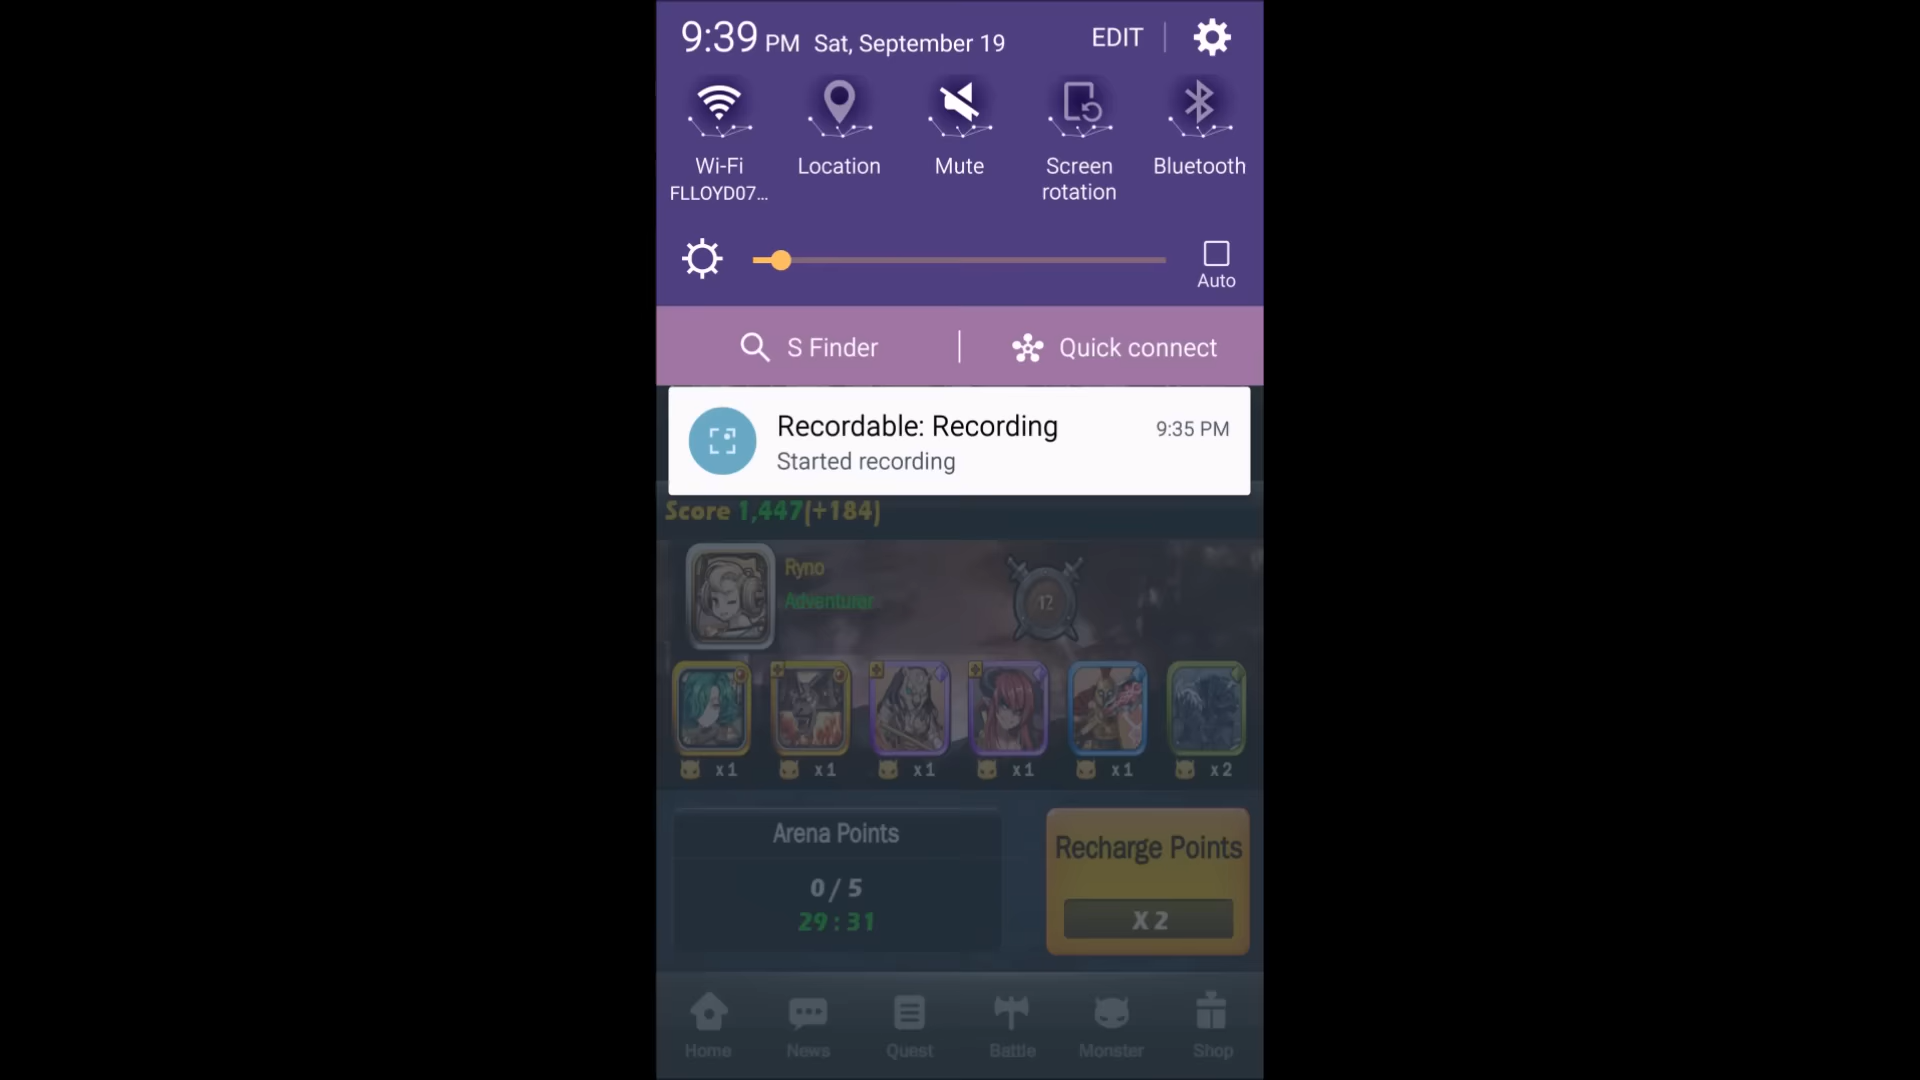 9:39 PM Sat, September 19 EDIT
Wi-Fi Location Mute Screen rotation Bluetooth
FLLOYD07...
Auto
S Finder Quick connect
Recordable: Recording 9:35 PM
Started recording
Score 1,447(+184)
Ryno
Adventurer
12
x1 x1 x1 x1 x1 x2
Arena Points
0 / 5
29 : 31
Recharge Points
X 2
Home News Quest Battle Monster Shop